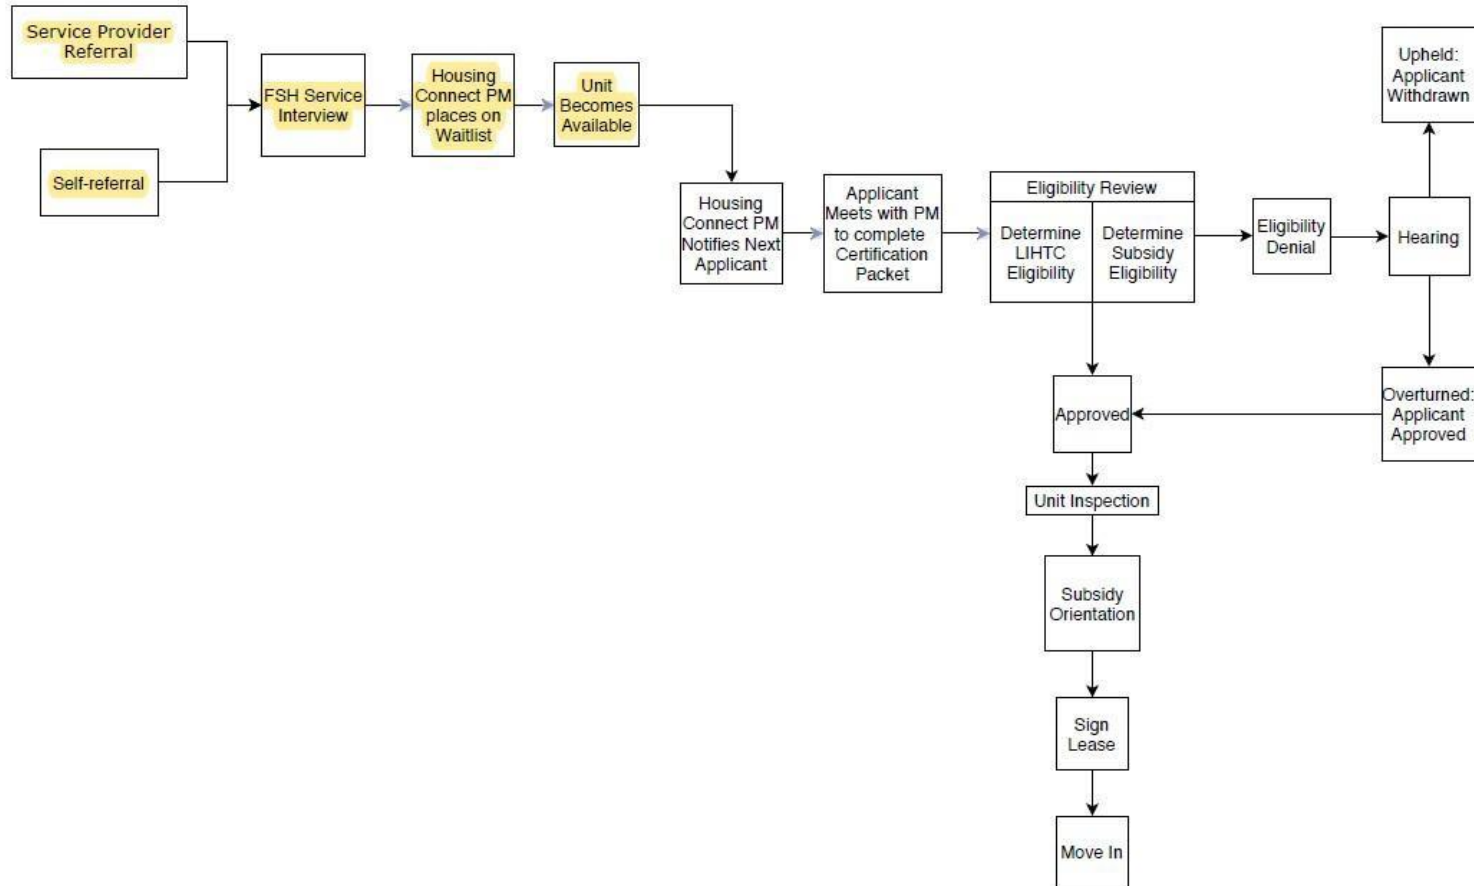 Service Provider
Referral
Self-referral
FSH Service
Interview
Housing
Connect PM
places on
Waitlist
Unit
Becomes
Available
Housing
Connect PM
Notifies Next
Applicant
Applicant
Meets with PM
to complete
Certification
Packet
Eligibility Review
Determine
LIHTC
Eligibility
Determine
Subsidy
Eligibility
Eligibility
Denial
Hearing
Upheld:
Applicant
Withdrawn
Overturned:
Applicant
Approved
Approved
Unit Inspection
Subsidy
Orientation
Sign
Lease
Move In